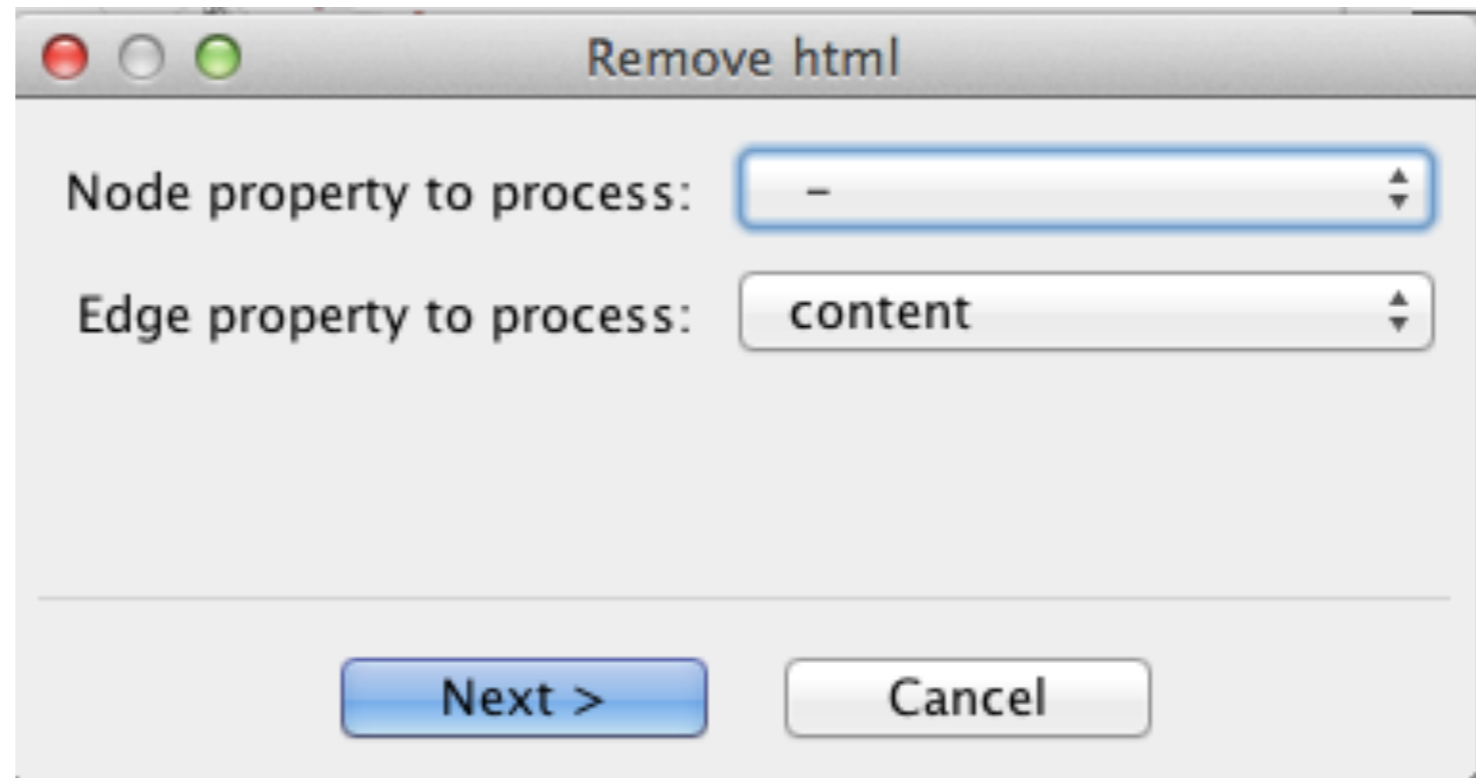 Remove html
Node property to process: -
Edge property to process: content
Next > Cancel